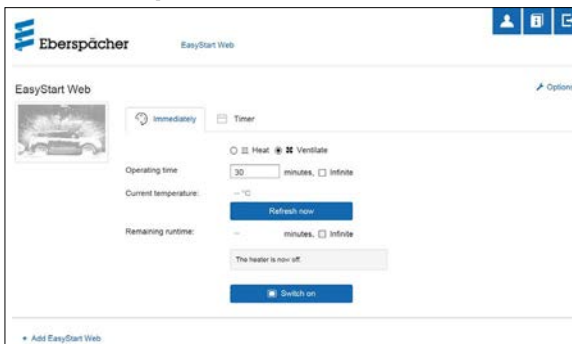 Eberspächer
EasyStart Web
EasyStart Web
Options
Immediately Timer
Heat Ventilate
Operating time 30 minutes, Infinite
Current temperature: -- °C
Refresh now
Remaining runtime: -- minutes, Infinite
The heater is now off.
Switch on
+ Add EasyStart Web